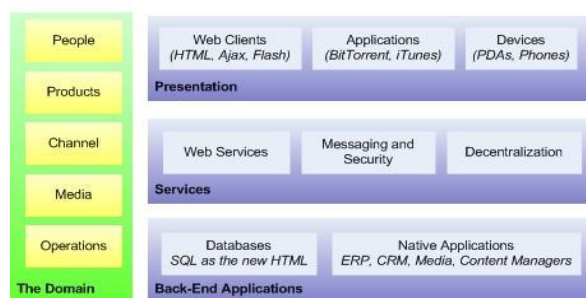 People
Products
Channel
Media
Operations
The Domain
Web Clients
(HTML, Ajax, Flash)
Applications
(BitTorrent, iTunes)
Devices
(PDAs, Phones)
Presentation
Web Services
Messaging and
Security
Decentralization
Services
Databases
SQL as the new HTML
Native Applications
ERP, CRM, Media, Content Managers
Back-End Applications